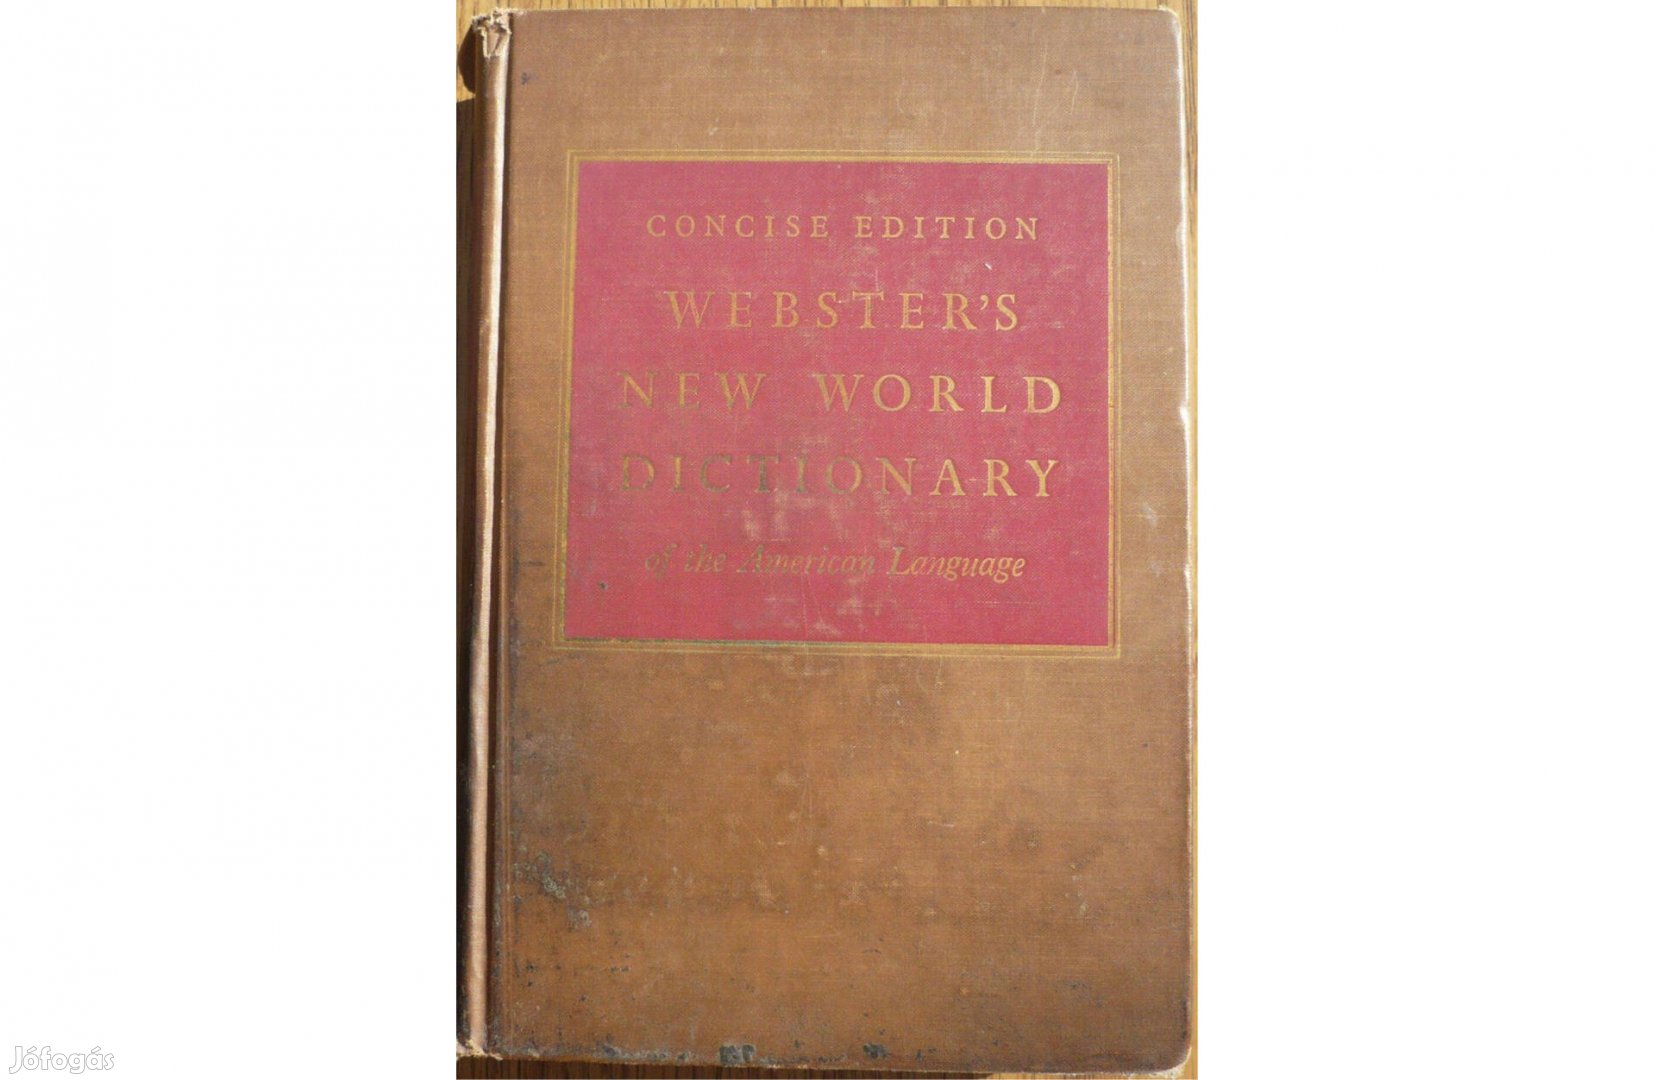 CONCISE EDITION
WEBSTER'S
NEW WORLD
DICTIONARY
of the American Language
Jófogás